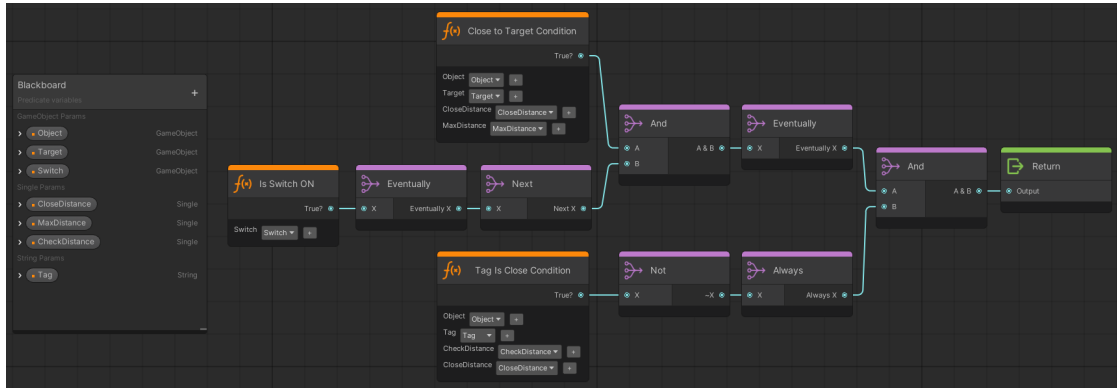 Blackboard
+
Predicate variables
GameObject Params
Object GameObject
Target GameObject
Switch GameObject
Single Params
CloseDistance Single
MaxDistance Single
CheckDistance Single
String Params
Tag String
f(x) Close to Target Condition
True?
Object Object +
Target Target +
CloseDistance CloseDistance +
MaxDistance MaxDistance +
And
A A & B
B
Eventually
X Eventually X
f(x) Is Switch ON
True?
Switch Switch +
Eventually
X Eventually X
Next
X Next X
And
A A & B
B
Return
Output
f(x) Tag Is Close Condition
True?
Object Object +
Tag Tag +
CheckDistance CheckDistance +
CloseDistance CloseDistance +
Not
X ~X
Always
X Always X